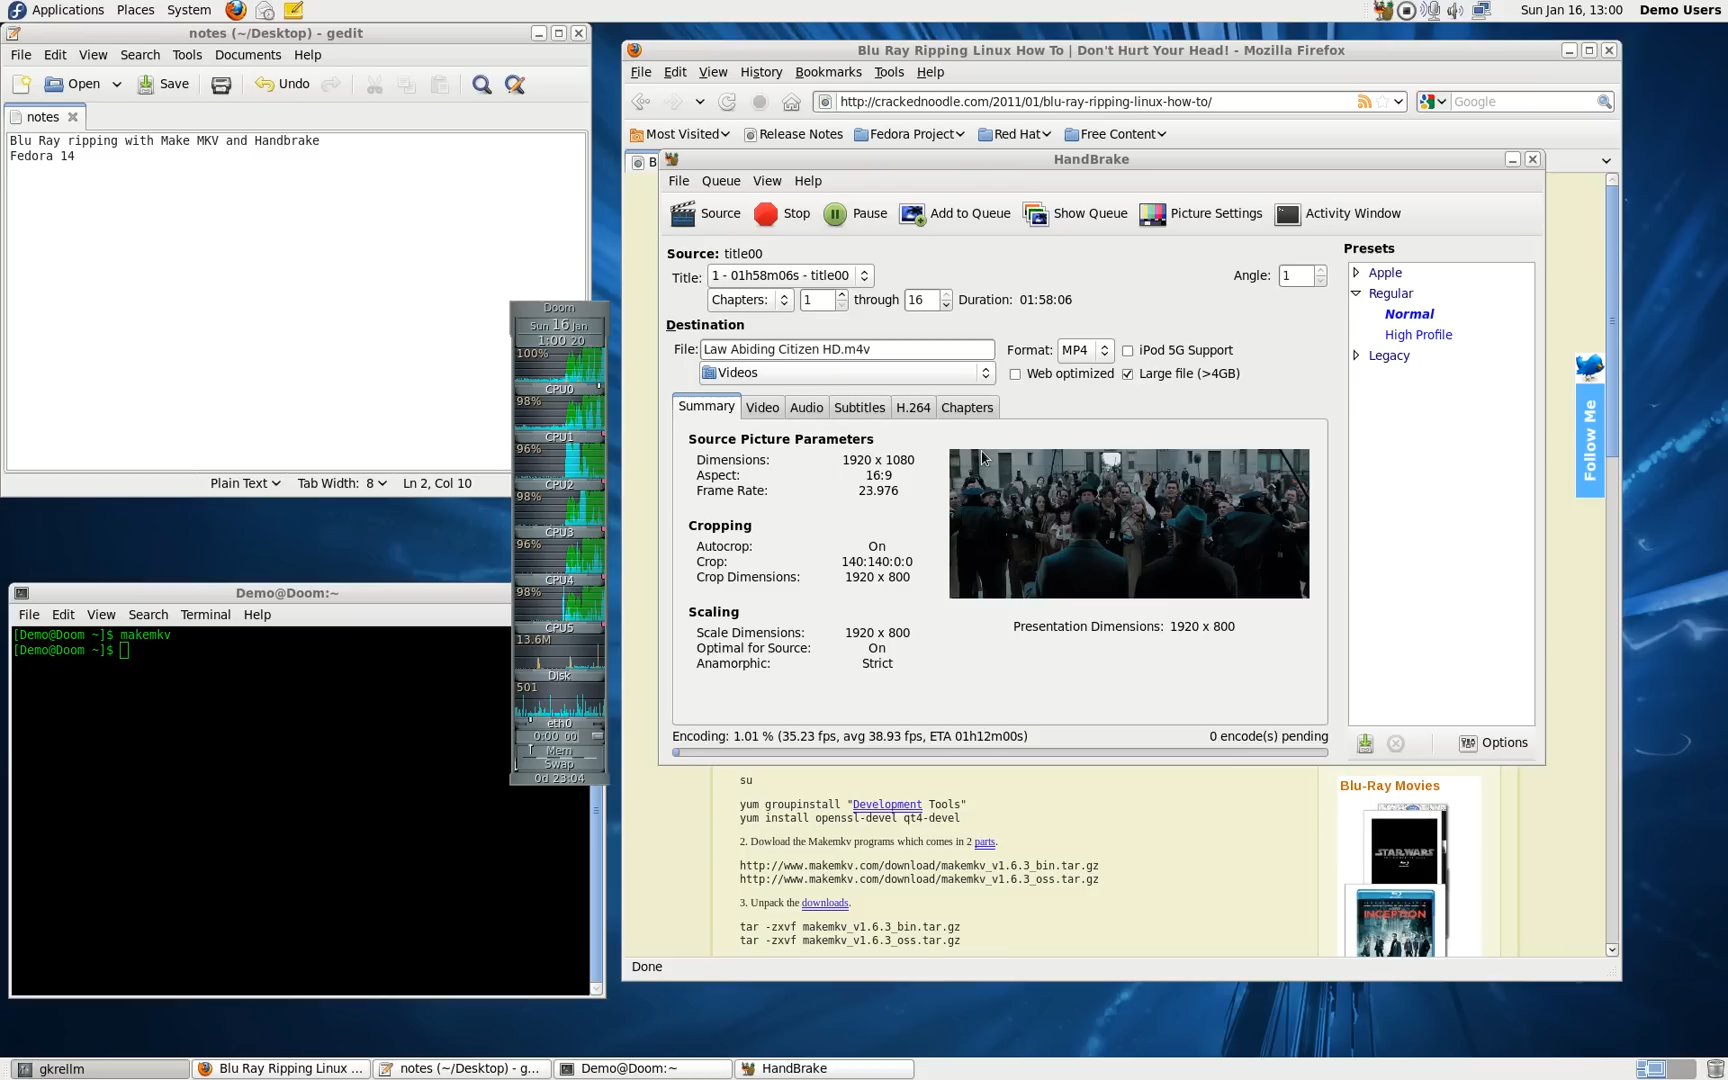 Applications Places System
Sun Jan 16, 13:00 Demo Users
notes (~/Desktop) - gedit
File Edit View Search Tools Documents Help
Open Save Undo
notes
Blu Ray ripping with Make MKV and Handbrake
Fedora 14
Plain Text Tab Width: 8 Ln 2, Col 10
Demo@Doom:~
File Edit View Search Terminal Help
[Demo@Doom ~]$ makemkv
[Demo@Doom ~]$
Doom
Sun 16 Jan
1:00 20
100%
CPU0
98%
CPU1
96%
CPU2
98%
CPU3
96%
CPU4
98%
CPU5
13.6M
Disk
501
eth0
0:00 00
Mem
Swap
0d 23:04
Blu Ray Ripping Linux How To | Don't Hurt Your Head! - Mozilla Firefox
File Edit View History Bookmarks Tools Help
http://crackednoodle.com/2011/01/blu-ray-ripping-linux-how-to/
Google
Most Visited Release Notes Fedora Project Red Hat Free Content
B
HandBrake
File Queue View Help
Source Stop Pause Add to Queue Show Queue Picture Settings Activity Window
Source: title00
Title: 1 - 01h58m06s - title00 Angle: 1
Chapters: 1 through 16 Duration: 01:58:06
Destination
File: Law Abiding Citizen HD.m4v Format: MP4 iPod 5G Support
Videos Web optimized Large file (>4GB)
Summary Video Audio Subtitles H.264 Chapters
Source Picture Parameters
Dimensions: 1920 x 1080
Aspect: 16:9
Frame Rate: 23.976
Cropping
Autocrop: On
Crop: 140:140:0:0
Crop Dimensions: 1920 x 800
Scaling
Scale Dimensions: 1920 x 800
Optimal for Source: On
Anamorphic: Strict
Presentation Dimensions: 1920 x 800
Encoding: 1.01 % (35.23 fps, avg 38.93 fps, ETA 01h12m00s) 0 encode(s) pending
Presets
Apple
Regular
Normal
High Profile
Legacy
Options
Follow Me
su
yum groupinstall "Development Tools"
yum install openssl-devel qt4-devel
2. Dowload the Makemkv programs which comes in 2 parts.
http://www.makemkv.com/download/makemkv_v1.6.3_bin.tar.gz
http://www.makemkv.com/download/makemkv_v1.6.3_oss.tar.gz
3. Unpack the downloads.
tar -zxvf makemkv_v1.6.3_bin.tar.gz
tar -zxvf makemkv_v1.6.3_oss.tar.gz
Blu-Ray Movies
STAR WARS
INCEPTION
Done
gkrellm
Blu Ray Ripping Linux ...
notes (~/Desktop) - g...
Demo@Doom:~
HandBrake